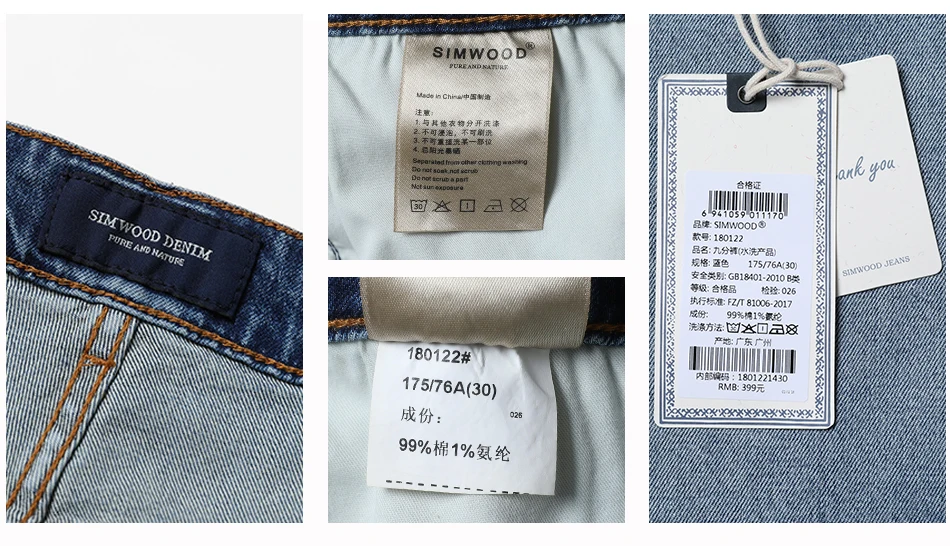 SIMWOOD DENIM
PURE AND NATURE
SIMWOOD®
PURE AND NATURE
Made in China/中国制造
注意:
1. 与其他衣物分开洗涤
2. 不可浸泡, 不可刷洗
3. 不可重揉洗某一部位
4. 忌阳光暴晒
Separated from other clothing washing
Do not soak,not scrub
Do not scrub a part
Not sun exposure
30
180122#
175/76A(30)
成份:
026
99%棉1%氨纶
合格证
6 941059 011170
品牌: SIMWOOD®
款号: 180122
品名: 九分裤(水洗产品)
规格: 蓝色 175/76A(30)
安全类别: GB18401-2010 B类
等级: 合格品 检验: 026
执行标准: FZ/T 81006-2017
成份: 99%棉1%氨纶
洗涤方法:
产地: 广东 广州
内部编码: 1801221430
RMB: 399元
ank you
SIMWOOD JEANS